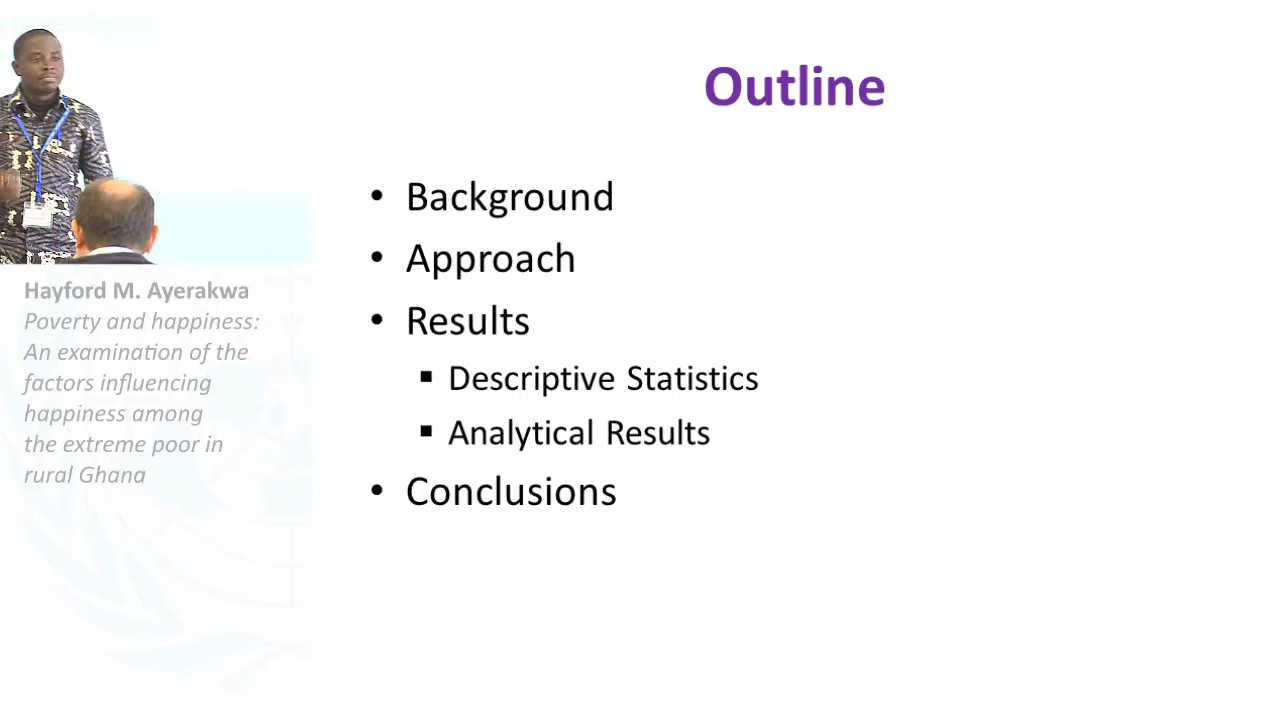 Outline
• Background
• Approach
• Results
▪ Descriptive Statistics
▪ Analytical Results
• Conclusions
Hayford M. Ayerakwa
Poverty and happiness:
An examination of the
factors influencing
happiness among
the extreme poor in
rural Ghana